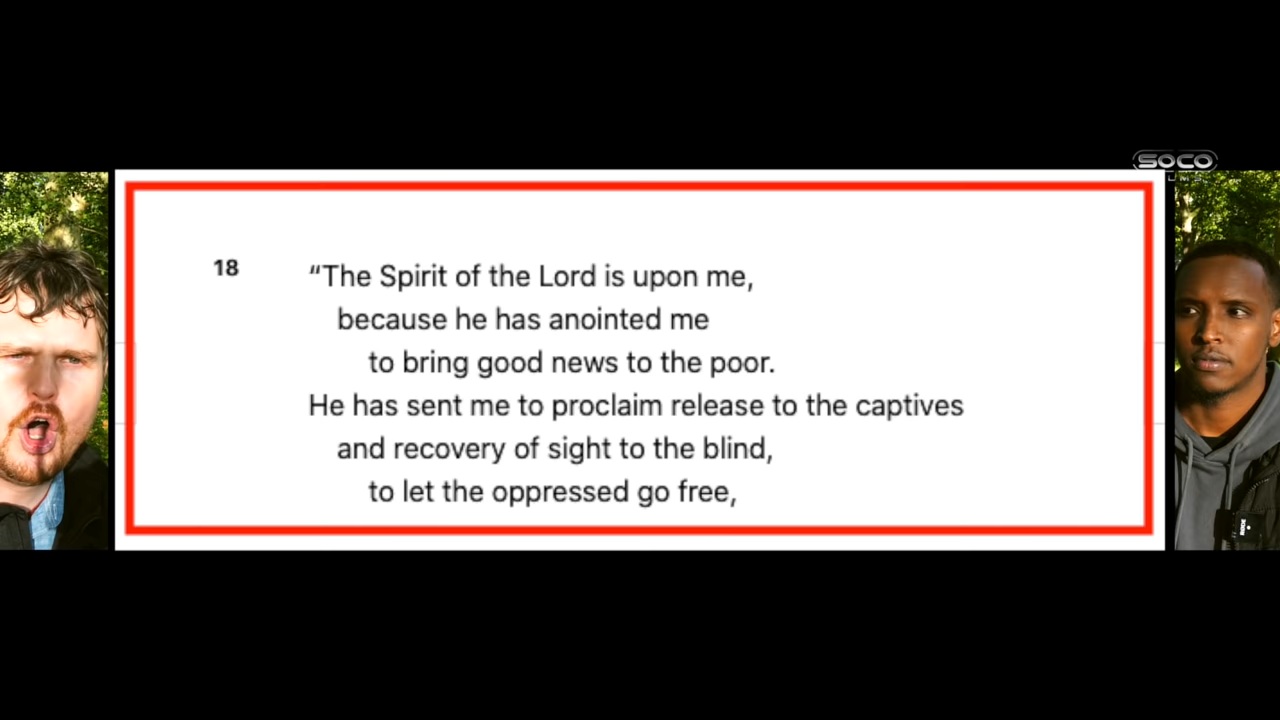 SOCO
18
“The Spirit of the Lord is upon me,
because he has anointed me
to bring good news to the poor.
He has sent me to proclaim release to the captives
and recovery of sight to the blind,
to let the oppressed go free,